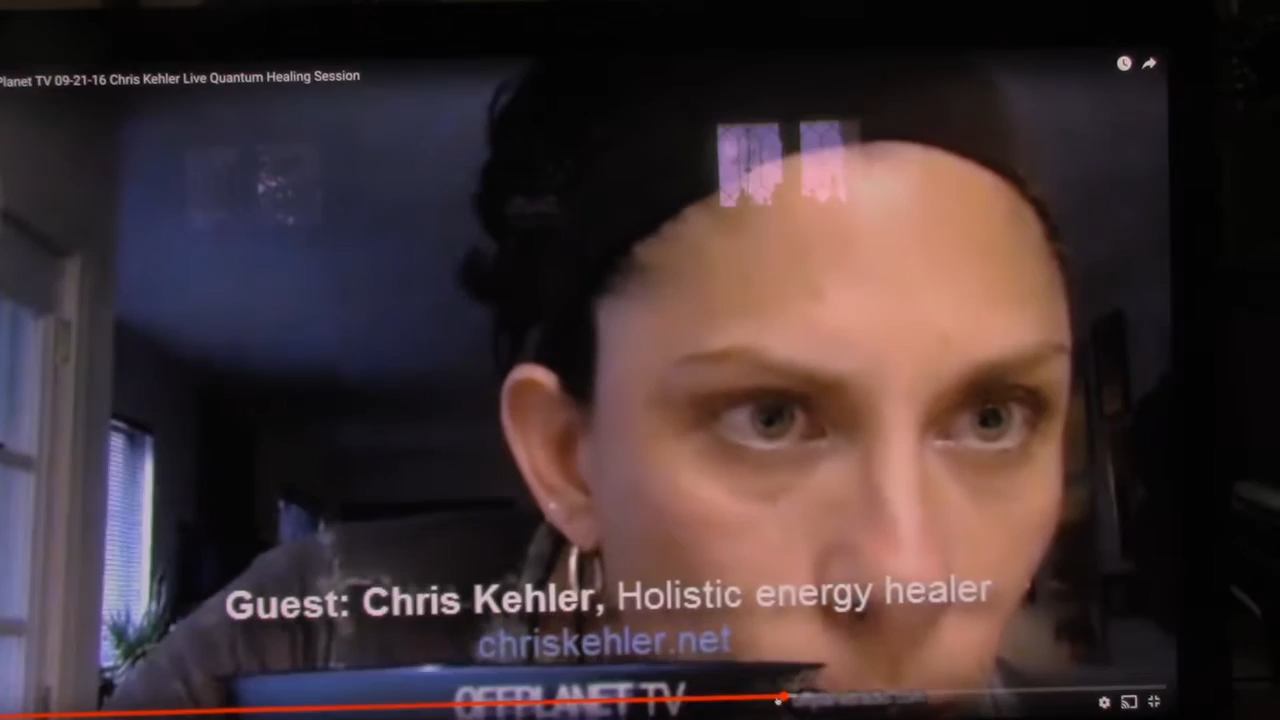 Planet TV 09-21-16 Chris Kehler Live Quantum Healing Session
Guest: Chris Kehler, Holistic energy healer
chriskehler.net
OFFPLANET TV